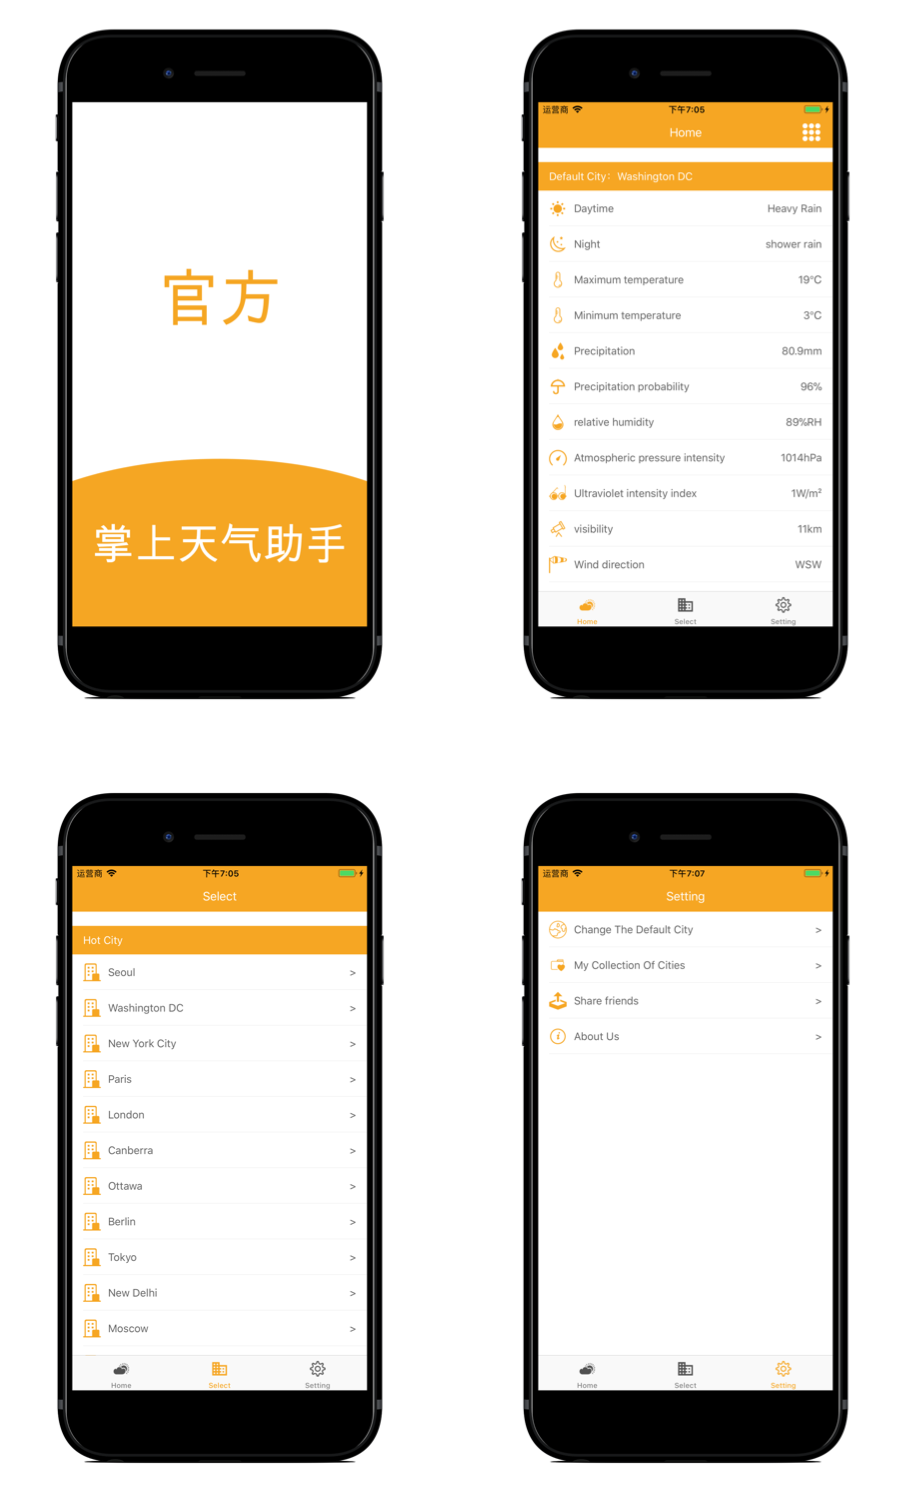 官方
掌上天气助手
运营商 下午7:05
Home
Default City: Washington DC
Daytime Heavy Rain
Night shower rain
Maximum temperature 19°C
Minimum temperature 3°C
Precipitation 80.9mm
Precipitation probability 96%
relative humidity 89%RH
Atmospheric pressure intensity 1014hPa
Ultraviolet intensity index 1W/m²
visibility 11km
Wind direction WSW
Home Select Setting
运营商 下午7:05
Select
Hot City
Seoul >
Washington DC >
New York City >
Paris >
London >
Canberra >
Ottawa >
Berlin >
Tokyo >
New Delhi >
Moscow >
Home Select Setting
运营商 下午7:07
Setting
Change The Default City >
My Collection Of Cities >
Share friends >
About Us >
Home Select Setting